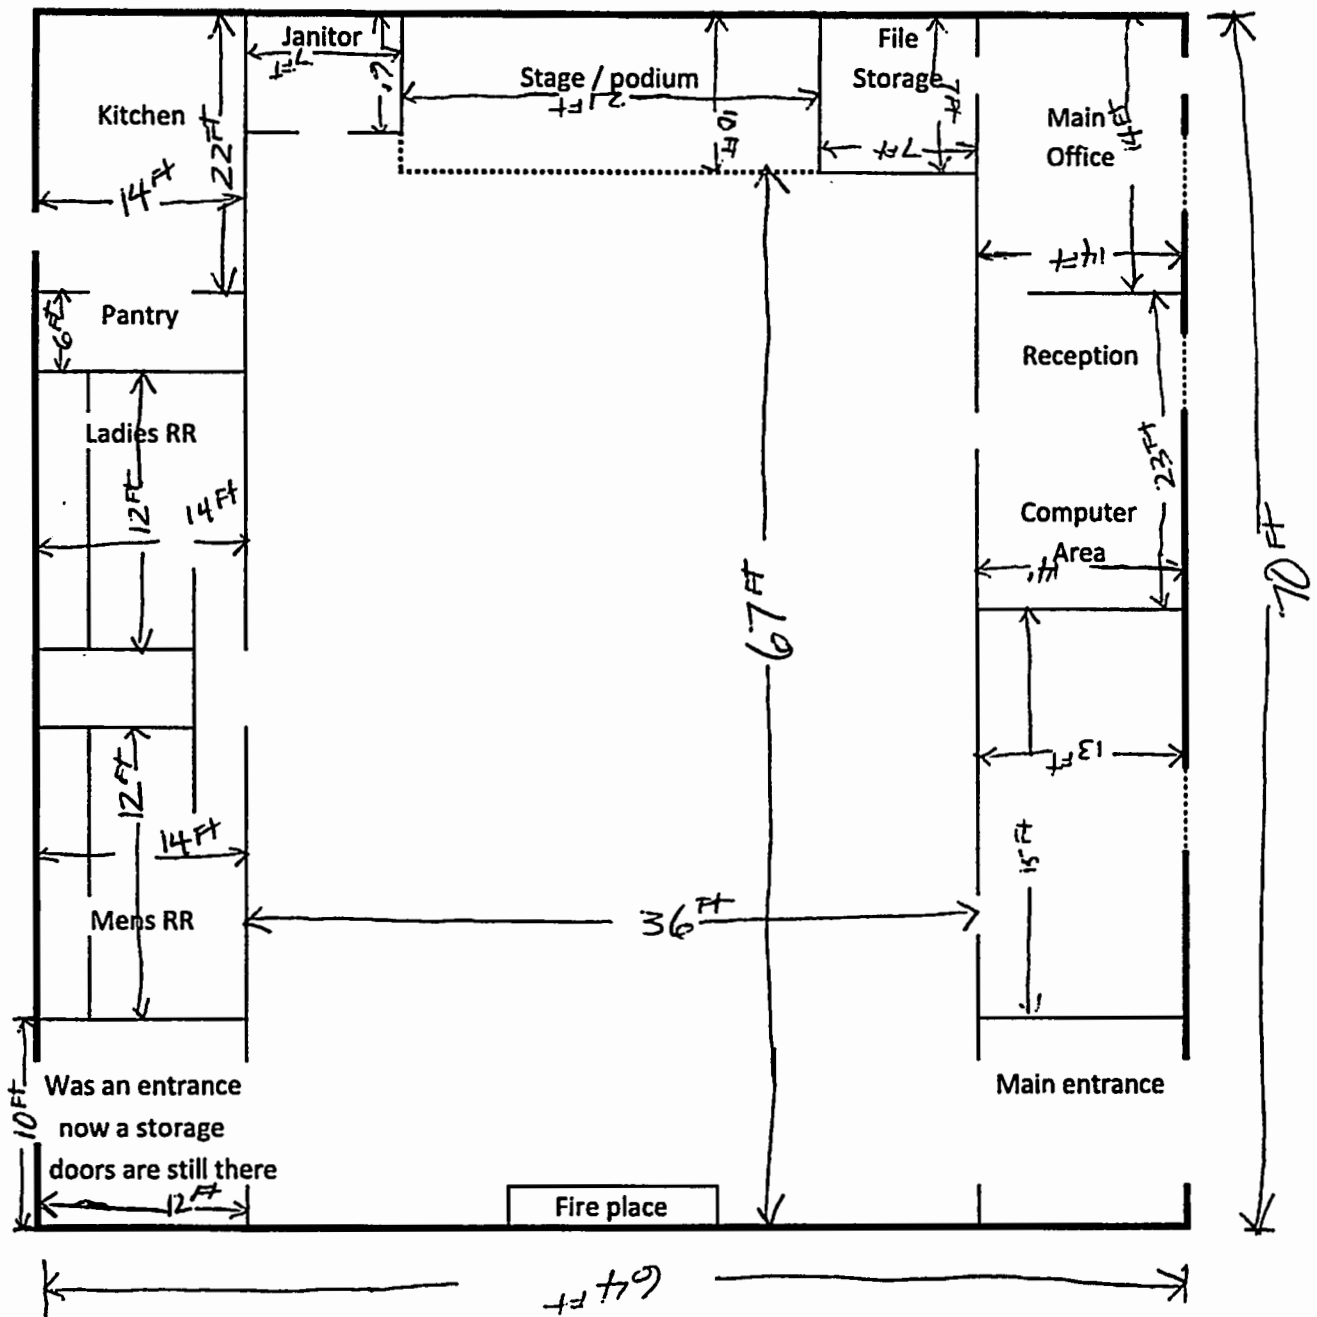 Janitor
7 Ft
6'
Stage / podium
21 Ft
10 Ft
File
Storage
7 Ft
7 Ft
Kitchen
22 Ft
14 Ft
Main
Office
14 Ft
14 Ft
Pantry
6 Ft
Reception
23 Ft
Ladies RR
12 Ft
14 Ft
Computer
Area
14'
67 Ft
70 Ft
12 Ft
14 Ft
Mens RR
13 Ft
15 Ft
36 Ft
Was an entrance
now a storage
doors are still there
10 Ft
12 Ft
Main entrance
Fire place
64 Ft